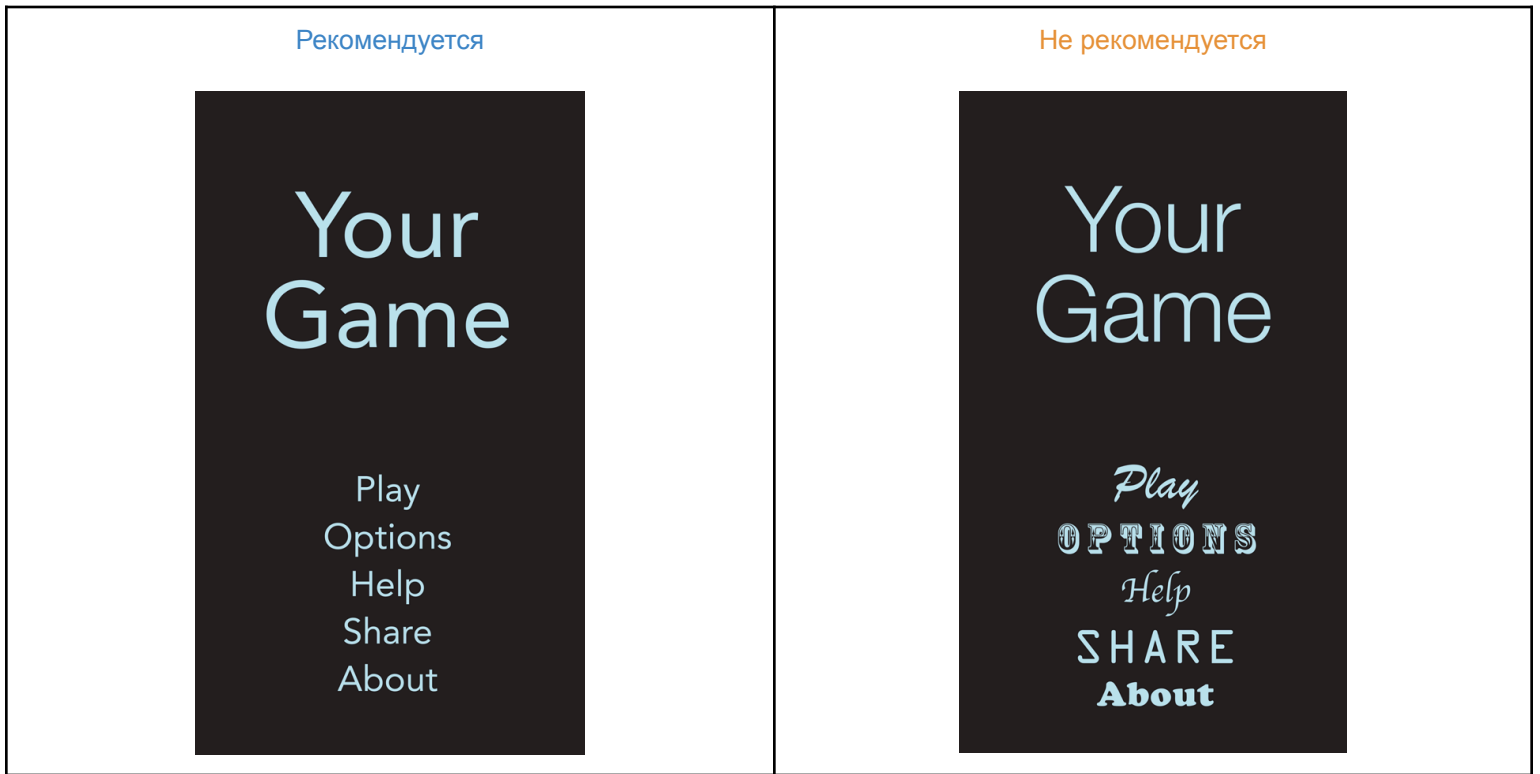 Рекомендуется
Your
Game
Play
Options
Help
Share
About
Не рекомендуется
Your
Game
Play
OPTIONS
Help
SHARE
About